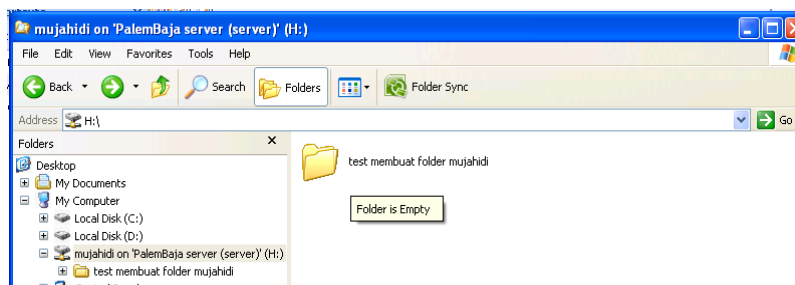 mujahidi on 'PalemBaja server (server)' (H:)
File Edit View Favorites Tools Help
Back Search Folders Folder Sync
Address H:\ Go
Folders x
Desktop
My Documents
My Computer
Local Disk (C:)
Local Disk (D:)
mujahidi on 'PalemBaja server (server)' (H:)
test membuat folder mujahidi
test membuat folder mujahidi
Folder is Empty